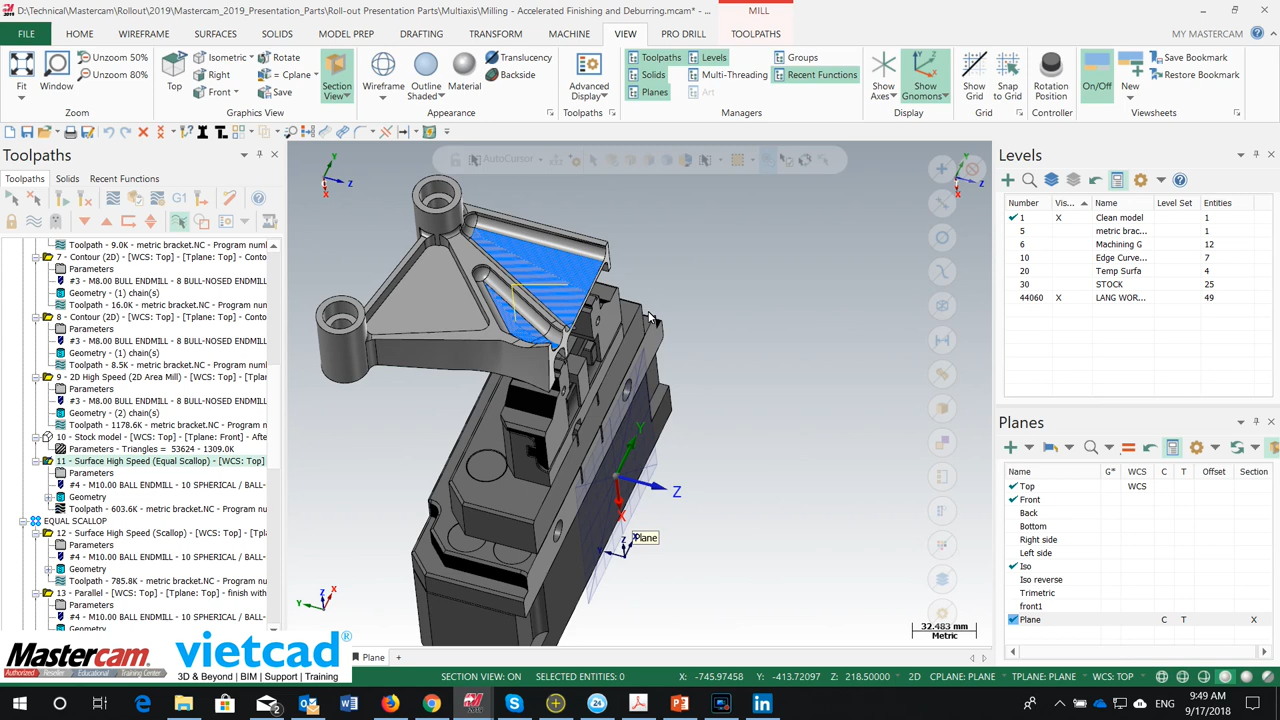 D:\Technical\Mastercam\Rollout\2019\Mastercam_2019_Presentation_Parts\Roll-out Presentation Parts\Multiaxis\Milling - Accelerated Finishing and Deburring.mcam* - ...
MILL
FILE HOME WIREFRAME SURFACES SOLIDS MODEL PREP DRAFTING TRANSFORM MACHINE VIEW PRO DRILL TOOLPATHS MY MASTERCAM
Fit
Window
Unzoom 50%
Unzoom 80%
Zoom
Top
Isometric
Right
Front
Rotate
= Cplane
Save
Graphics View
Section View
Wireframe
Outline Shaded
Material
Translucency
Backside
Appearance
Advanced Display
Toolpaths
Toolpaths
Solids
Planes
Levels
Multi-Threading
Art
Groups
Recent Functions
Managers
Show Axes
Show Gnomons
Display
Show Grid
Snap to Grid
Grid
Rotation Position
Controller
On/Off
New
Save Bookmark
Restore Bookmark
Viewsheets
Toolpaths
Toolpaths Solids Recent Functions
G1
Toolpath - 9.0K - metric bracket.NC - Program num
7 - Contour (2D) - [WCS: Top] - [Tplane: Front] - Conto
Parameters
#3 - M8.00 BULL ENDMILL - 8 BULL-NOSED ENDMIL
Geometry - (1) chain(s)
Toolpath - 16.0K - metric bracket.NC - Program nu
8 - Contour (2D) - [WCS: Top] - [Tplane: Front] - Conto
Parameters
#3 - M8.00 BULL ENDMILL - 8 BULL-NOSED ENDMIL
Geometry - (1) chain(s)
Toolpath - 8.5K - metric bracket.NC - Program num
9 - 2D High Speed (2D Area Mill) - [WCS: Top] - [Tplan
Parameters
#3 - M8.00 BULL ENDMILL - 8 BULL-NOSED ENDMIL
Geometry - (2) chain(s)
Toolpath - 1178.6K - metric bracket.NC - Program
10 - Stock model - [WCS: Top] - [Tplane: Front] - Afte
Parameters - Triangles = 53624 - 1309.0K
11 - Surface High Speed (Equal Scallop) - [WCS: Top]
Parameters
#4 - M10.00 BALL ENDMILL - 10 SPHERICAL / BALL-
Geometry
Toolpath - 603.6K - metric bracket.NC - Program n
EQUAL SCALLOP
12 - Surface High Speed (Scallop) - [WCS: Top] - [Tpl
Parameters
#4 - M10.00 BALL ENDMILL - 10 SPHERICAL / BALL-
Geometry
Toolpath - 785.8K - metric bracket.NC - Program n
13 - Parallel - [WCS: Top] - [Tplane: Top] - finish with
Parameters
#4 - M10.00 BALL ENDMILL - 10 SPHERICAL / BALL-
Geometry
AutoCursor
Y
Z
X
Plane
32.483 mm
Metric
Levels
Number Vis... Name Level Set Entities
1 X Clean model 1
5 metric brac... 1
6 Machining G 12
10 Edge Curve... 7
20 Temp Surfa 4
30 STOCK 25
44060 X LANG WOR... 49
Planes
Name G* WCS C T Offset Section
Top WCS
Front
Back
Bottom
Right side
Left side
Iso
Iso reverse
Trimetric
front1
Plane C T X
Mastercam.
Authorized Reseller Educational Training Center
vietcad®
3D & Beyond | BIM | Support | Training
Plane +
SECTION VIEW: ON SELECTED ENTITIES: 0 X: -745.97458 Y: -413.72097 Z: 218.50000 2D CPLANE: PLANE TPLANE: PLANE WCS: TOP
ENG
9:49 AM
9/17/2018